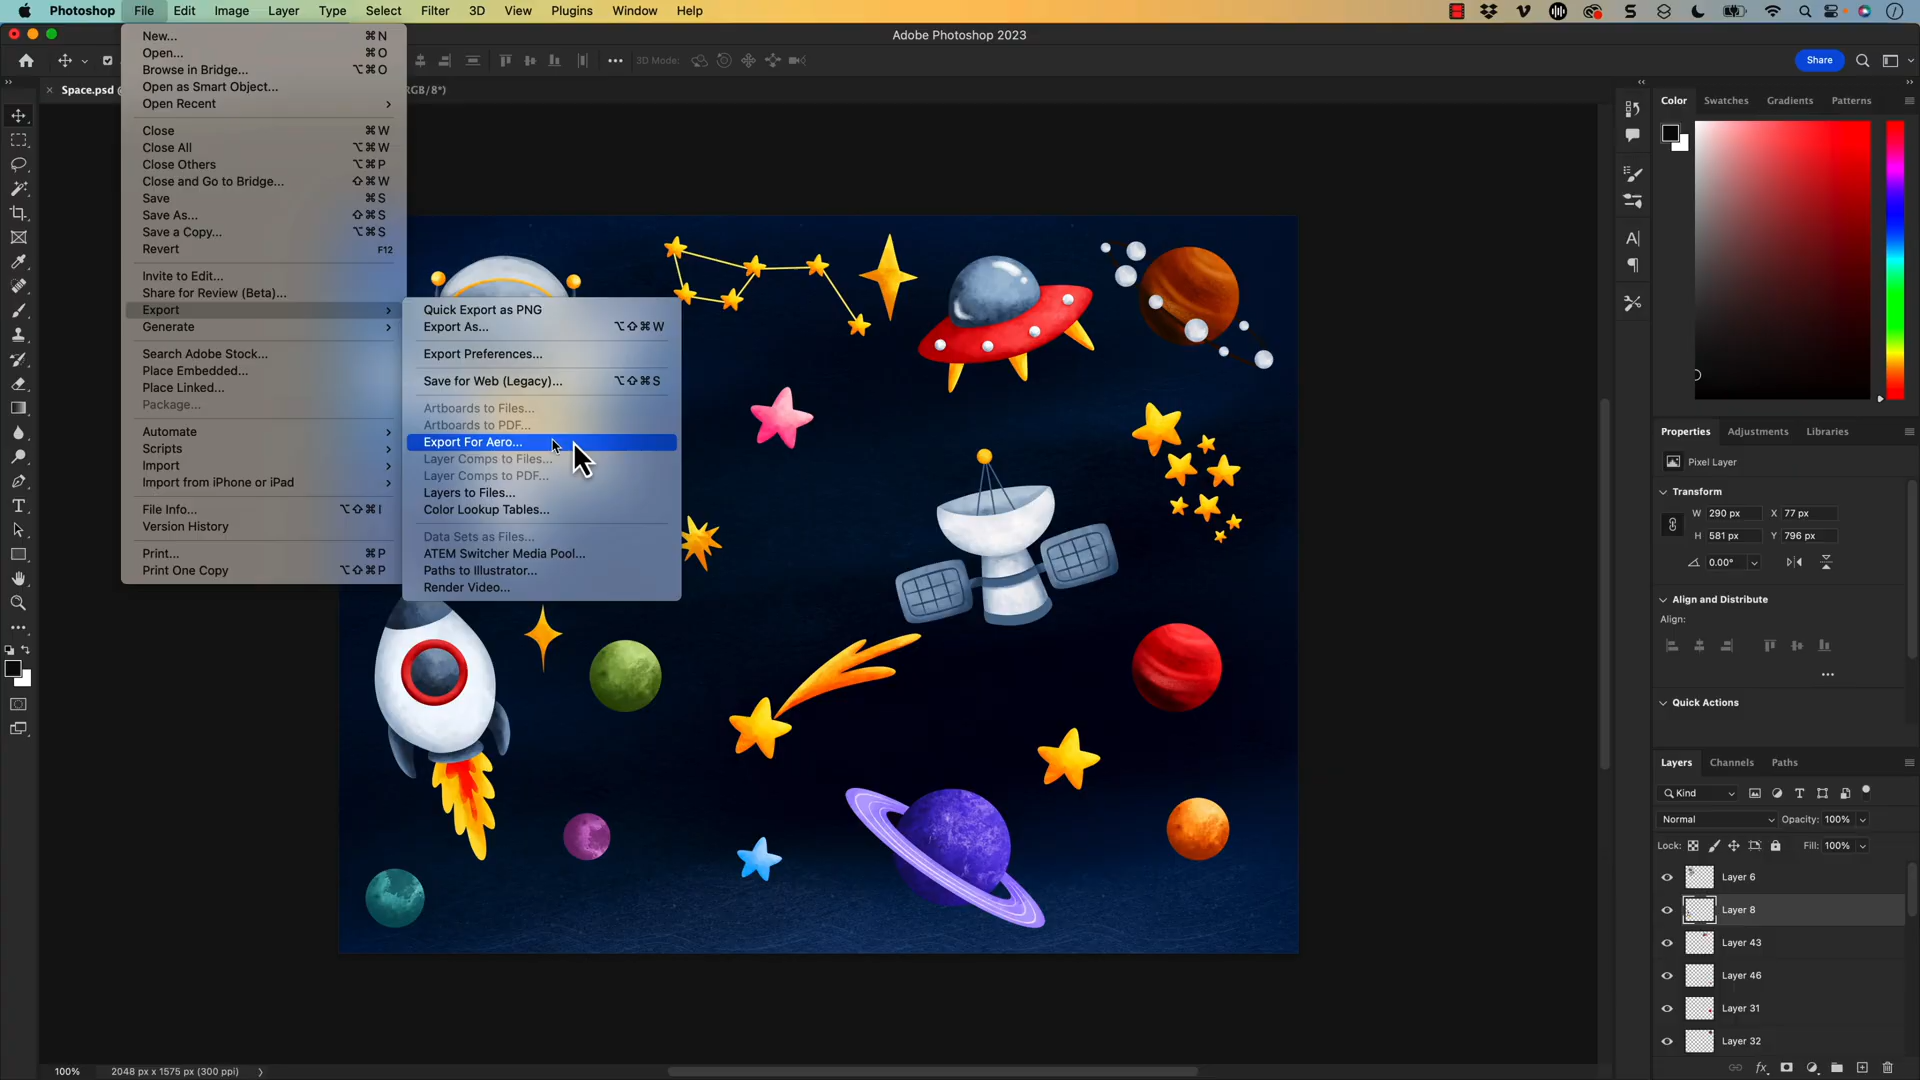 Photoshop File Edit Image Layer Type Select Filter 3D View Plugins Window Help
Adobe Photoshop 2023
3D Mode:
Share
Space.psd @
RGB/8*)
New... ⌘N
Open... ⌘O
Browse in Bridge... ⌥⌘O
Open as Smart Object...
Open Recent
Close ⌘W
Close All ⌥⌘W
Close Others ⌥⌘P
Close and Go to Bridge... ⇧⌘W
Save ⌘S
Save As... ⇧⌘S
Save a Copy... ⌥⌘S
Revert F12
Invite to Edit...
Share for Review (Beta)...
Export
Generate
Search Adobe Stock...
Place Embedded...
Place Linked...
Package...
Automate
Scripts
Import
Import from iPhone or iPad
File Info... ⌥⇧⌘I
Version History
Print... ⌘P
Print One Copy ⌥⇧⌘P
Quick Export as PNG
Export As... ⌥⇧⌘W
Export Preferences...
Save for Web (Legacy)... ⌥⇧⌘S
Artboards to Files...
Artboards to PDF...
Export For Aero...
Layer Comps to Files...
Layer Comps to PDF...
Layers to Files...
Color Lookup Tables...
Data Sets as Files...
ATEM Switcher Media Pool...
Paths to Illustrator...
Render Video...
Color Swatches Gradients Patterns
Properties Adjustments Libraries
Pixel Layer
Transform
W 290 px X 77 px
H 581 px Y 796 px
0.00°
Align and Distribute
Align:
Quick Actions
Layers Channels Paths
Kind
Normal Opacity: 100%
Lock: Fill: 100%
Layer 6
Layer 8
Layer 43
Layer 46
Layer 31
Layer 32
100% 2048 px x 1575 px (300 ppi)